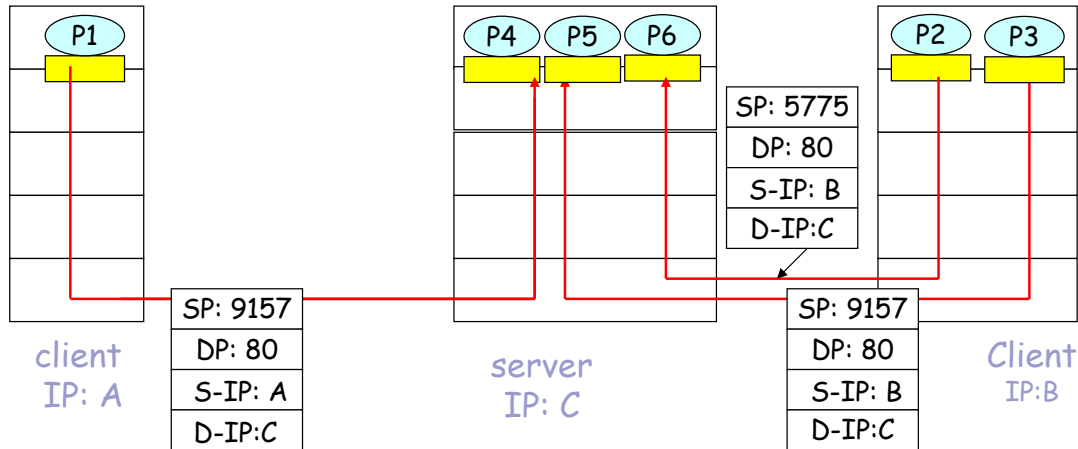 P1
P4
P5
P6
P2
P3
SP: 5775
DP: 80
S-IP: B
D-IP:C
SP: 9157
DP: 80
S-IP: A
D-IP:C
SP: 9157
DP: 80
S-IP: B
D-IP:C
client
IP: A
server
IP: C
Client
IP:B